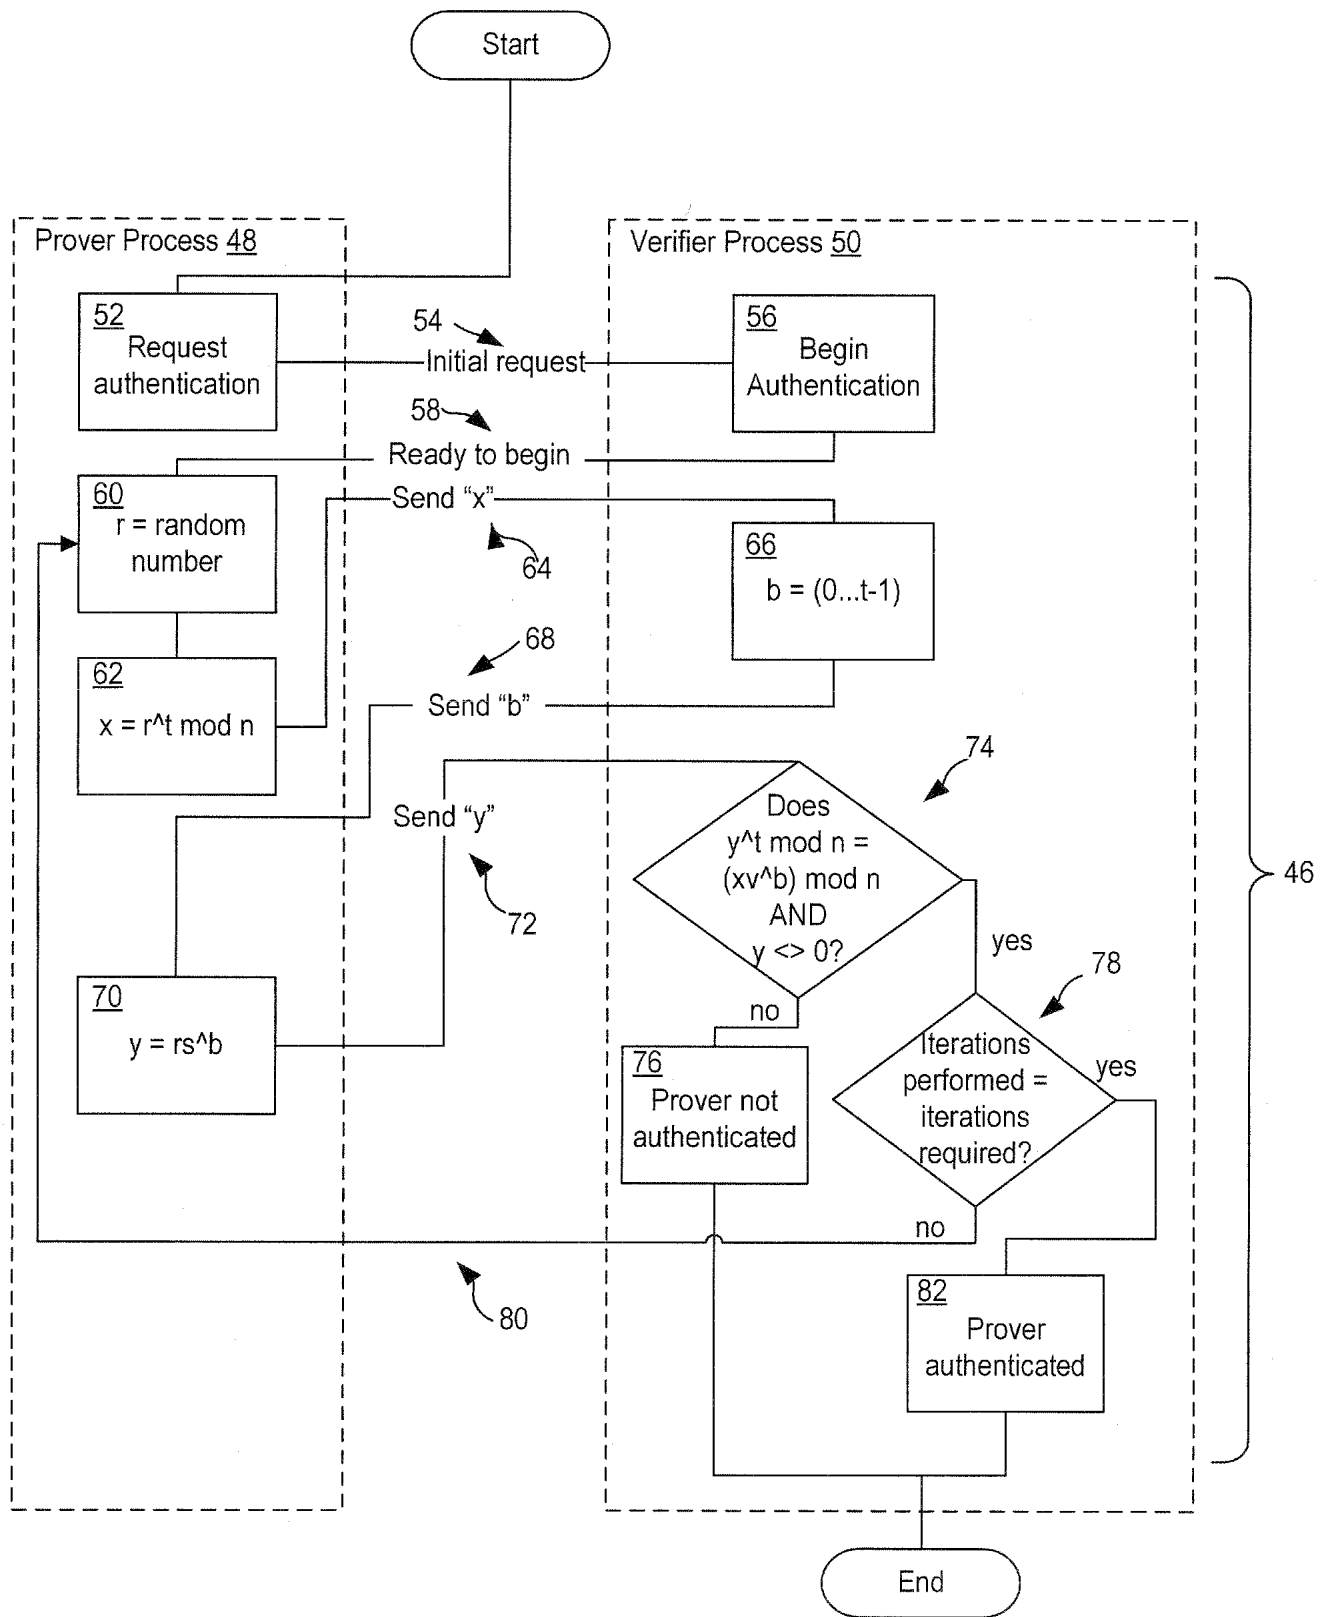 Start
Prover Process 48
Verifier Process 50
52
Request
authentication
54
Initial request
56
Begin
Authentication
58
Ready to begin
60
r = random
number
Send “x”
64
66
b = (0...t-1)
62
x = r^t mod n
68
Send “b”
74
Does
y^t mod n =
(xv^b) mod n
AND
y <> 0?
Send “y”
72
46
yes
78
70
y = rs^b
no
76
Prover not
authenticated
Iterations
performed =
iterations
required?
yes
no
80
82
Prover
authenticated
End